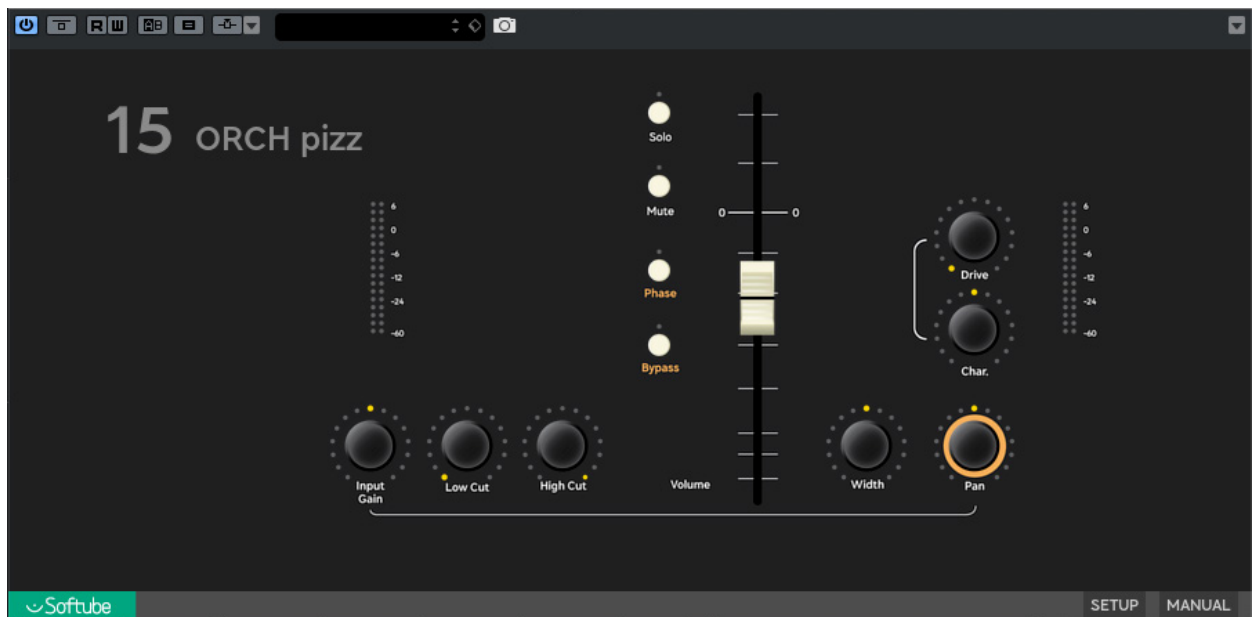 R W
AB
15 ORCH pizz
Solo
Mute
0 0
Phase
Bypass
Volume
6
0
-6
-12
-24
-60
Input
Gain
Low Cut
High Cut
Drive
Char.
Width
Pan
6
0
-6
-12
-24
-60
Softube
SETUP MANUAL